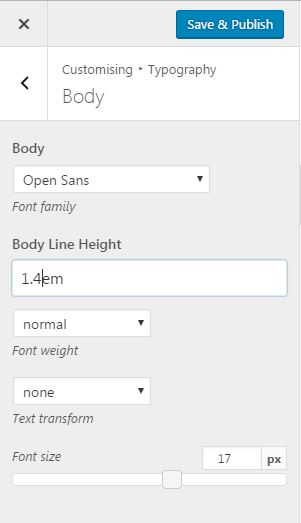 Save & Publish
Customising ▸ Typography
Body
Body
Open Sans
Font family
Body Line Height
1.4em
normal
Font weight
none
Text transform
Font size 17 px